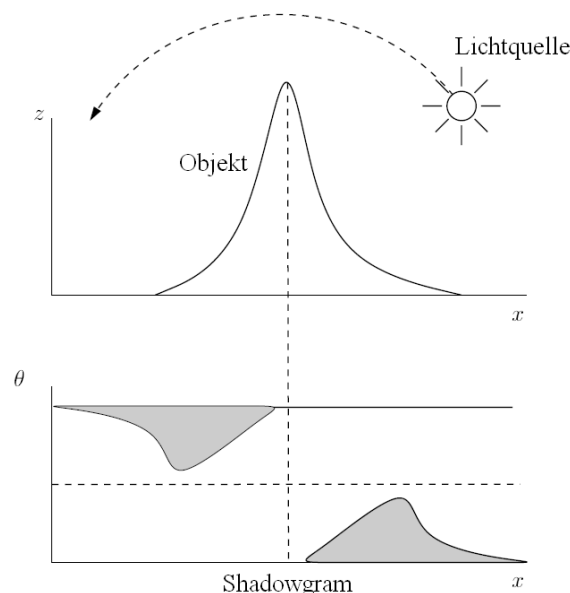 Lichtquelle
z
Objekt
x
θ
Shadowgram
x